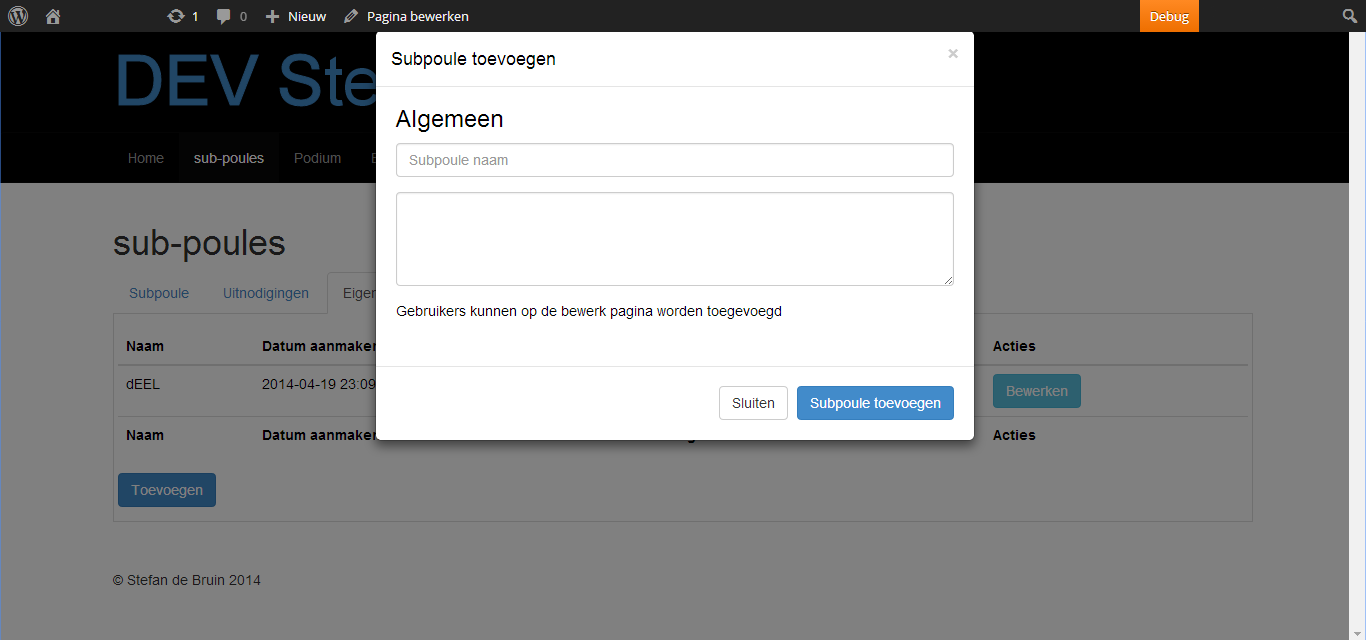 1 0 Nieuw Pagina bewerken Debug
Subpoule toevoegen ×
DEV Ste
Algemeen
Home sub-poules Podium
Subpoule naam
sub-poules
Subpoule Uitnodigingen Eiger
Gebruikers kunnen op de bewerk pagina worden toegevoegd
Naam Datum aanmaken Acties
dEEL 2014-04-19 23:09 Bewerken
Sluiten Subpoule toevoegen
Naam Datum aanmaken Acties
Toevoegen
© Stefan de Bruin 2014